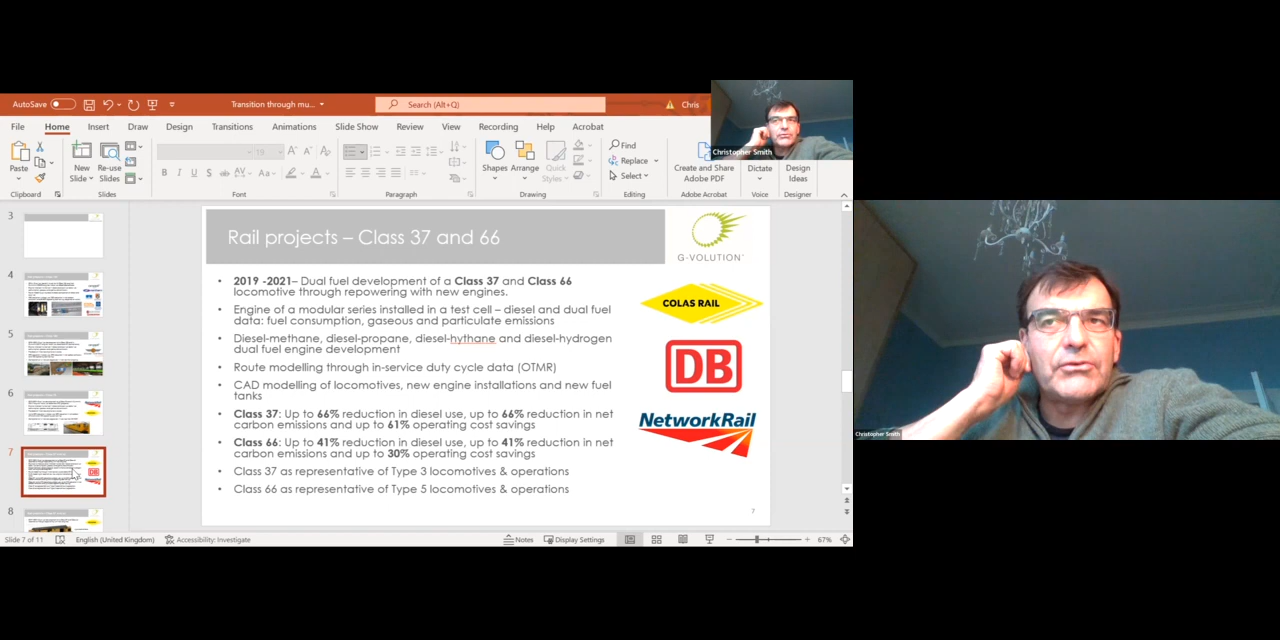 AutoSave
Transition through mu...
Search (Alt+Q)
Chris
File Home Insert Draw Design Transitions Animations Slide Show Review View Recording Help Acrobat
Paste
New Slide
Re-use Slides
19
Shapes
Arrange
Quick Styles
Find
Replace
Select
Create and Share Adobe PDF
Dictate
Design Ideas
Clipboard
Slides
Font
Paragraph
Drawing
Editing
Adobe Acrobat
Voice
Designer
Christopher Smith
3
4
5
6
7
8
Rail projects – Class 37 and 66
G-VOLUTION
• 2019 -2021– Dual fuel development of a Class 37 and Class 66
locomotive through repowering with new engines.
• Engine of a modular series installed in a test cell – diesel and dual fuel
data: fuel consumption, gaseous and particulate emissions
• Diesel-methane, diesel-propane, diesel-hythane and diesel-hydrogen
dual fuel engine development
• Route modelling through in-service duty cycle data (OTMR)
• CAD modelling of locomotives, new engine installations and new fuel
tanks
• Class 37: Up to 66% reduction in diesel use, up to 66% reduction in net
carbon emissions and up to 61% operating cost savings
• Class 66: Up to 41% reduction in diesel use, up to 41% reduction in net
carbon emissions and up to 30% operating cost savings
• Class 37 as representative of Type 3 locomotives & operations
• Class 66 as representative of Type 5 locomotives & operations
COLAS RAIL
DB
NetworkRail
7
Slide 7 of 11
English (United Kingdom)
Accessibility: Investigate
Notes
Display Settings
67%
Christopher Smith